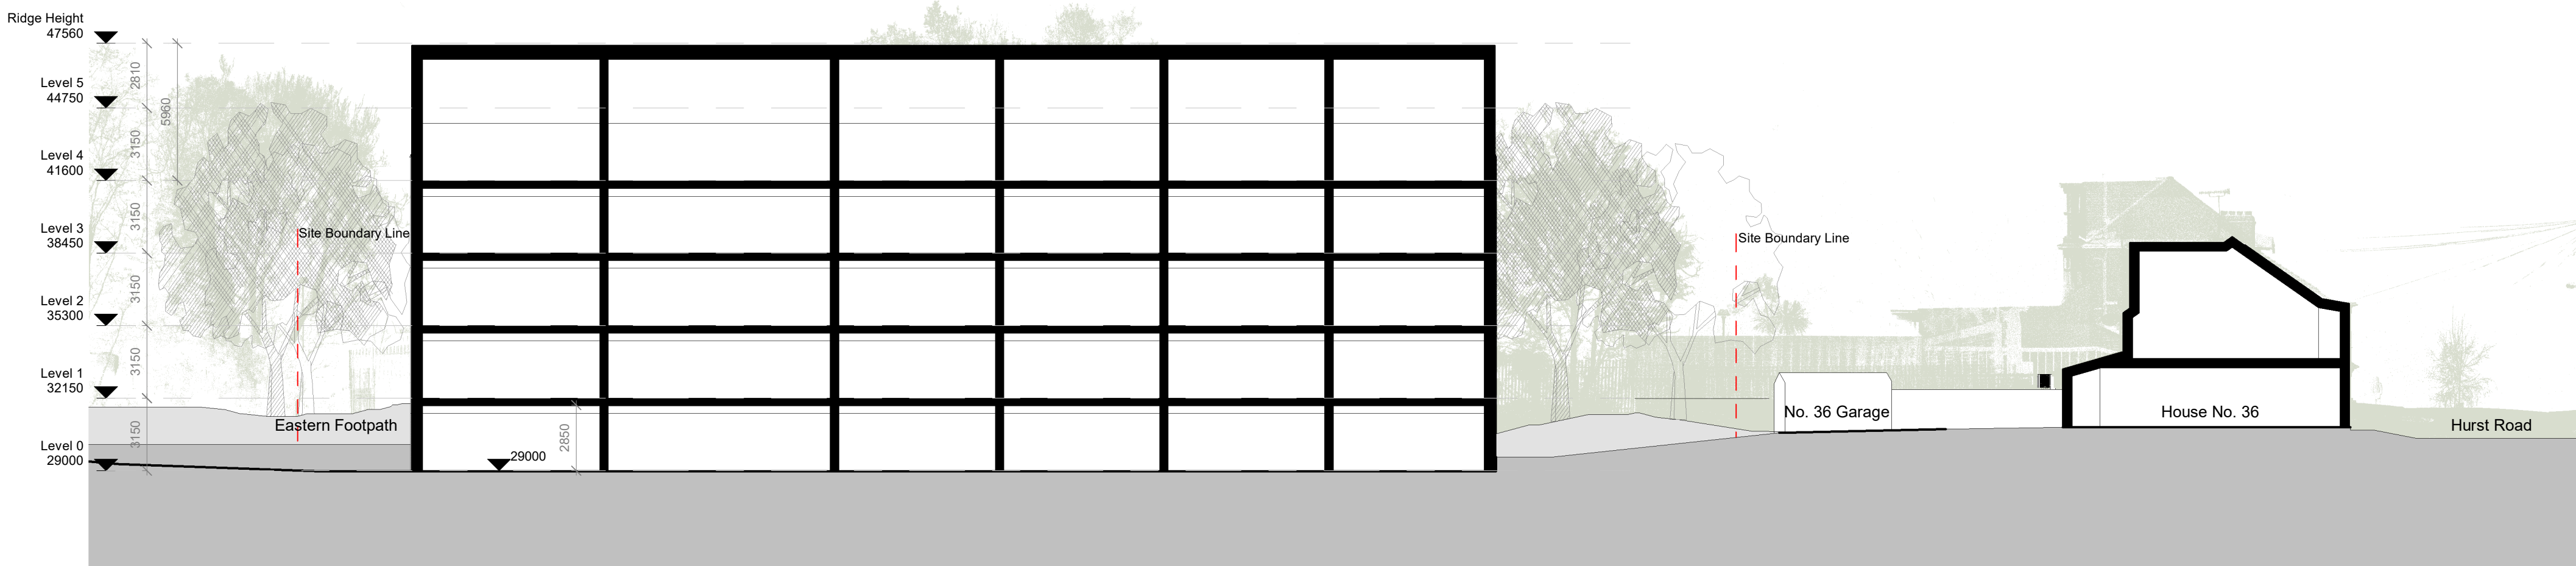 Ridge Height
47560
Level 5
44750
Level 4
41600
Level 3
38450
Level 2
35300
Level 1
32150
Level 0
29000
2810
3150
3150
3150
3150
3150
5960
Site Boundary Line
Eastern Footpath
29000
2850
Site Boundary Line
No. 36 Garage
House No. 36
Hurst Road